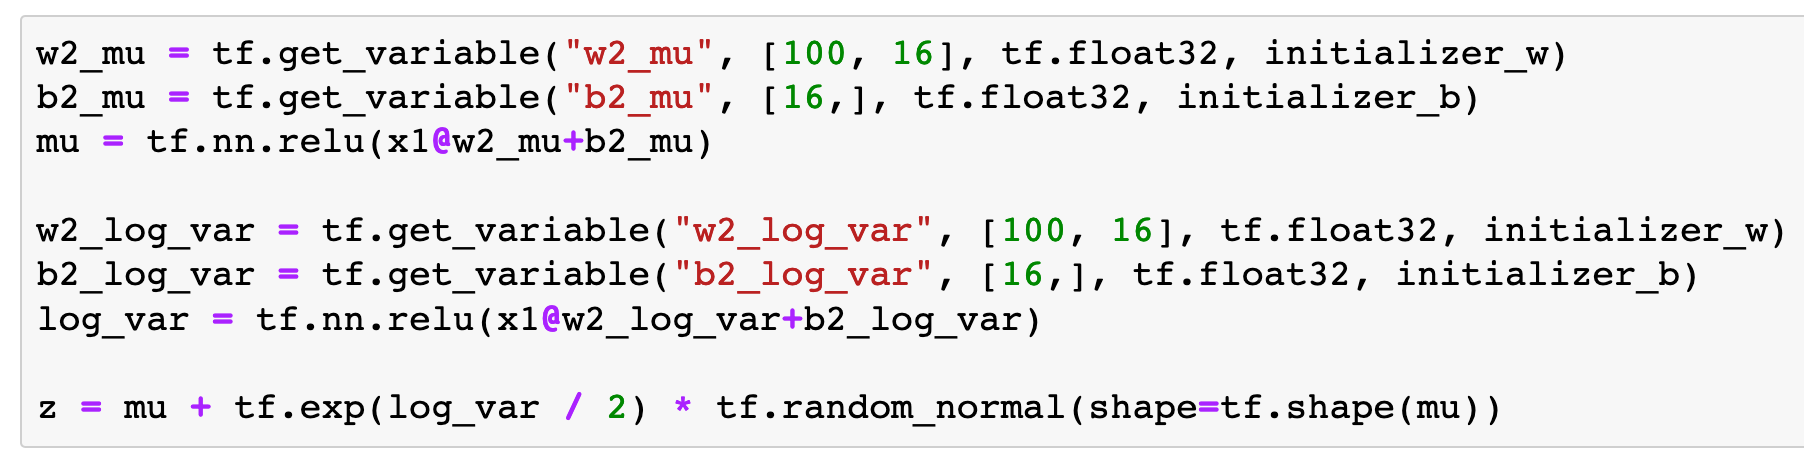 w2_mu = tf.get_variable("w2_mu", [100, 16], tf.float32, initializer_w)
b2_mu = tf.get_variable("b2_mu", [16,], tf.float32, initializer_b)
mu = tf.nn.relu(x1@w2_mu+b2_mu)
w2_log_var = tf.get_variable("w2_log_var", [100, 16], tf.float32, initializer_w)
b2_log_var = tf.get_variable("b2_log_var", [16,], tf.float32, initializer_b)
log_var = tf.nn.relu(x1@w2_log_var+b2_log_var)
z = mu + tf.exp(log_var / 2) * tf.random_normal(shape=tf.shape(mu))